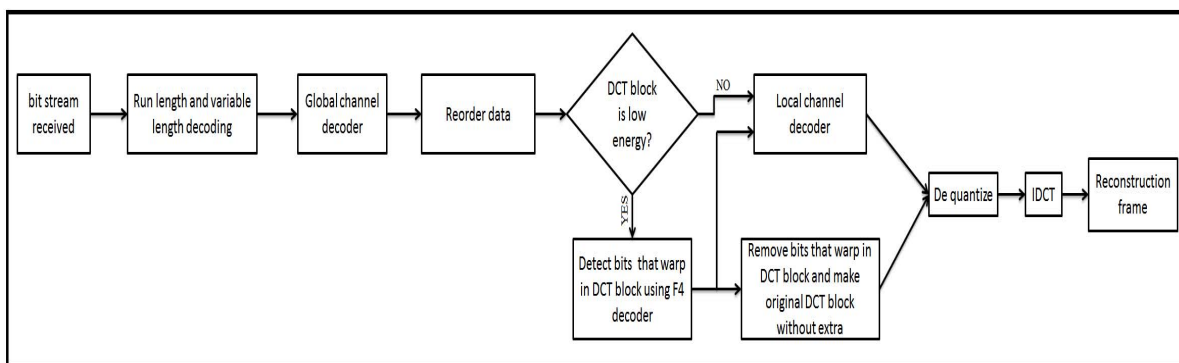 bit stream
received
Run length and variable
length decoding
Global channel
decoder
Reorder data
DCT block
is low
energy?
NO
YES
Local channel
decoder
Detect bits that warp
in DCT block using F4
decoder
Remove bits that warp in
DCT block and make
original DCT block
without extra
De quantize
IDCT
Reconstruction
frame